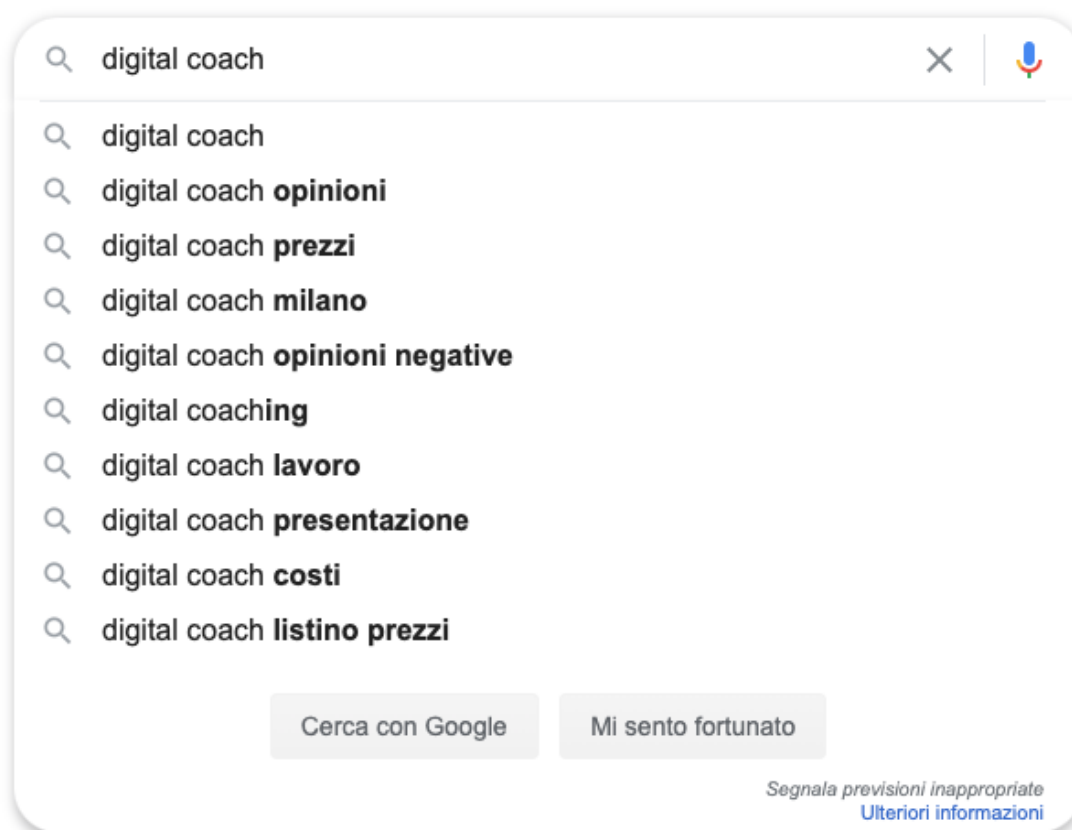 digital coach
digital coach
digital coach opinioni
digital coach prezzi
digital coach milano
digital coach opinioni negative
digital coaching
digital coach lavoro
digital coach presentazione
digital coach costi
digital coach listino prezzi
Cerca con Google
Mi sento fortunato
Segnala previsioni inappropriate
Ulteriori informazioni